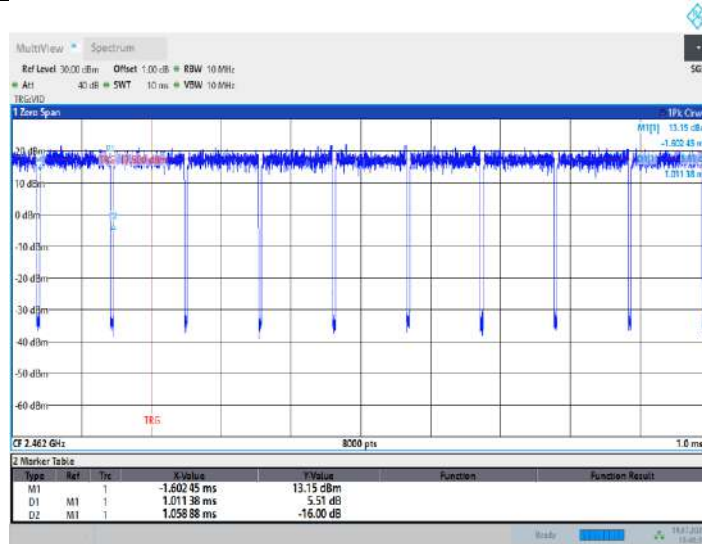 MultiView Spectrum
Ref Level 30.00 dBm Offset 1.00 dB RBW 10 MHz
Att 40 dB SWT 10 ms VBW 10 MHz
TRG:VID
1 Zero Span 1Pk Clrw
M1[1] 13.15 dB
-1.602 45 m
20 dBm
1.011 38 m
10 dBm
0 dBm
-10 dBm
-20 dBm
-30 dBm
-40 dBm
-50 dBm
-60 dBm
TRG
CF 2.462 GHz 8000 pts 1.0 ms
2 Marker Table
Type Ref Trc X-Value Y-Value Function Function Result
M1 1 -1.602 45 ms 13.15 dBm
D1 M1 1 1.011 38 ms 5.51 dB
D2 M1 1 1.058 88 ms -16.00 dB
Ready